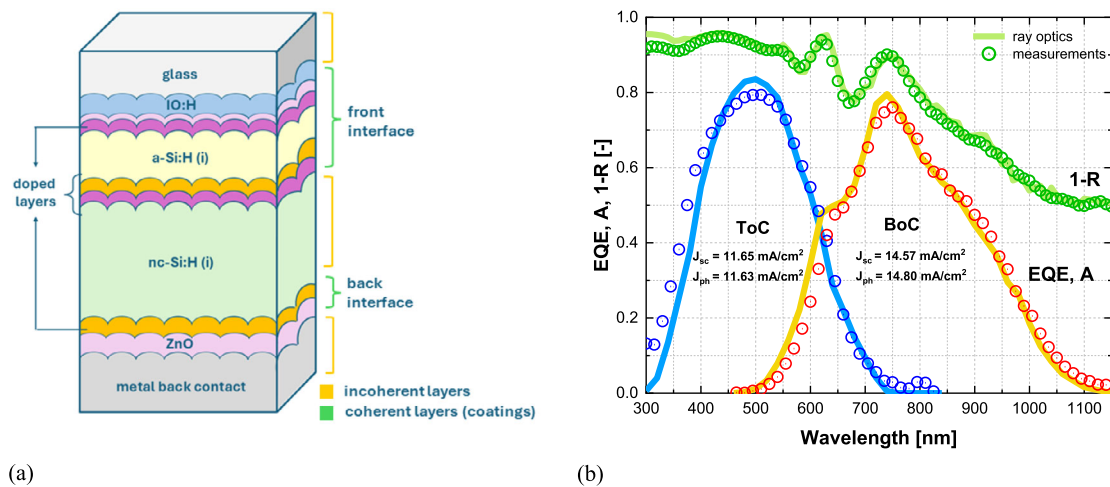 glass
IO:H
a-Si:H (i)
doped
layers
nc-Si:H (i)
ZnO
metal back contact
front
interface
back
interface
incoherent layers
coherent layers (coatings)
(a)
1.0
0.8
0.6
0.4
0.2
0.0
EQE, A, 1-R [-]
ray optics
measurements
1-R
ToC
J_sc = 11.65 mA/cm²
J_ph = 11.63 mA/cm²
BoC
J_sc = 14.57 mA/cm²
J_ph = 14.80 mA/cm²
EQE, A
300 400 500 600 700 800 900 1000 1100
Wavelength [nm]
(b)